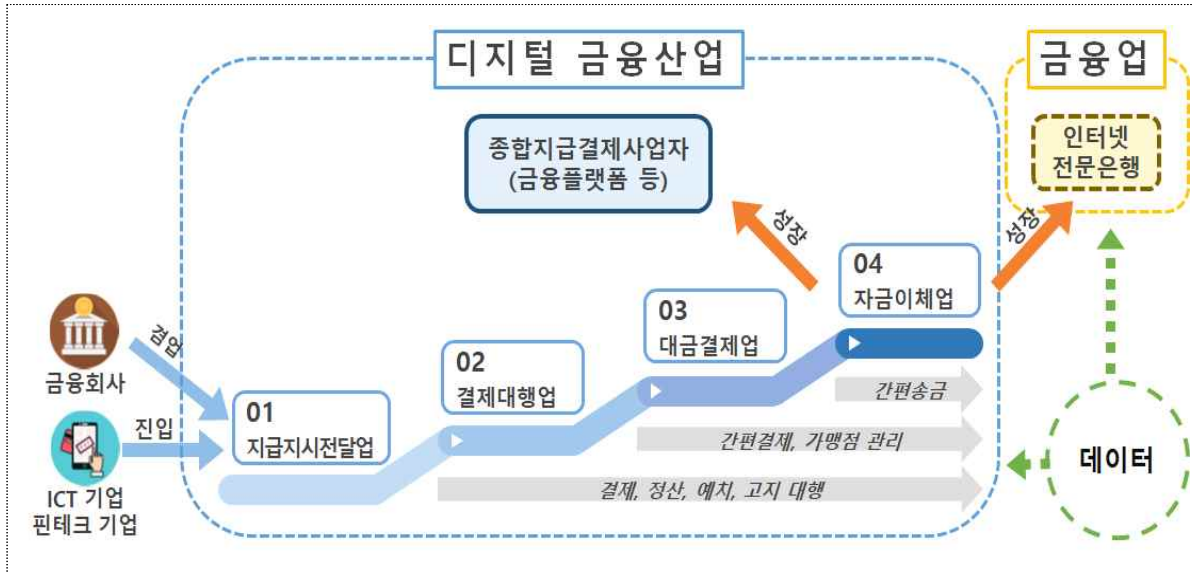 디지털 금융산업
금융업
종합지급결제사업자
(금융플랫폼 등)
인터넷
전문은행
성장
성장
04
자금이체업
03
대금결제업
02
결제대행업
01
지급지시전달업
겸업
금융회사
진입
ICT 기업
핀테크 기업
간편송금
간편결제, 가맹점 관리
결제, 정산, 예치, 고지 대행
데이터